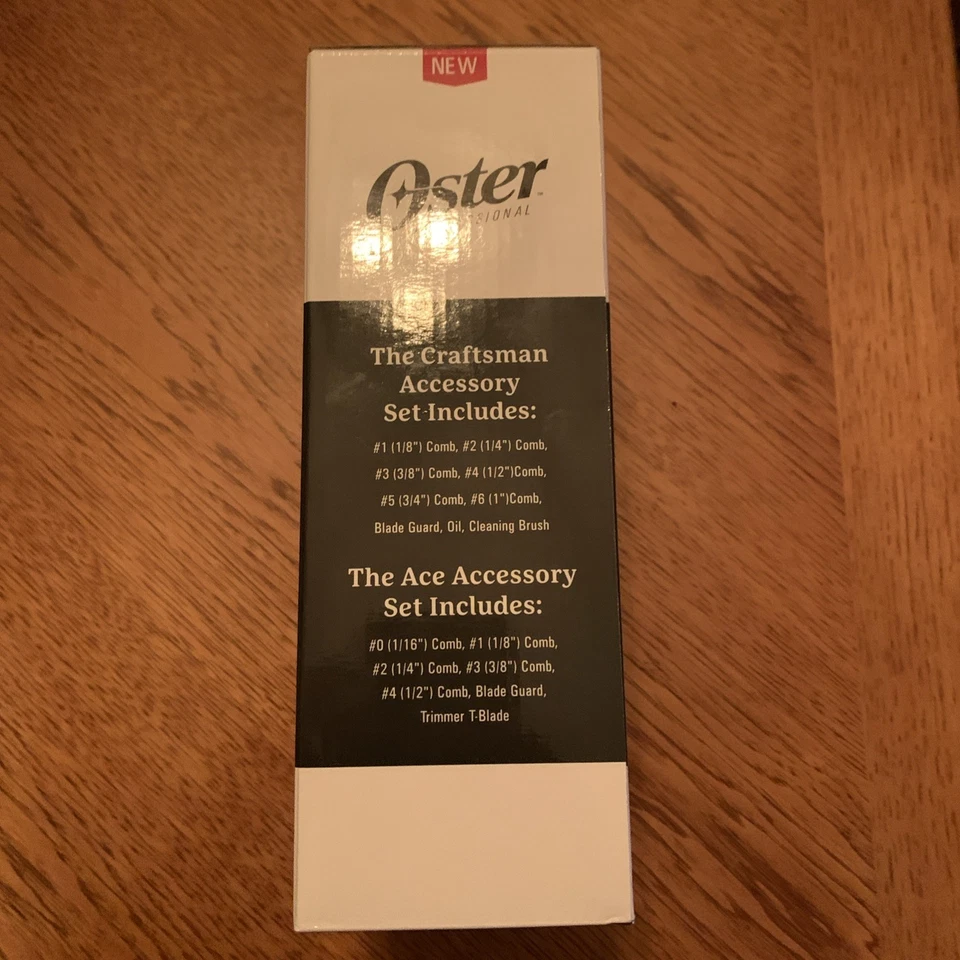 NEW
Oster
The Craftsman
Accessory
Set Includes:
#1 (1/8") Comb, #2 (1/4") Comb,
#3 (3/8") Comb, #4 (1/2")Comb,
#5 (3/4") Comb, #6 (1")Comb,
Blade Guard, Oil, Cleaning Brush
The Ace Accessory
Set Includes:
#0 (1/16") Comb, #1 (1/8") Comb,
#2 (1/4") Comb, #3 (3/8") Comb,
#4 (1/2") Comb, Blade Guard,
Trimmer T-Blade